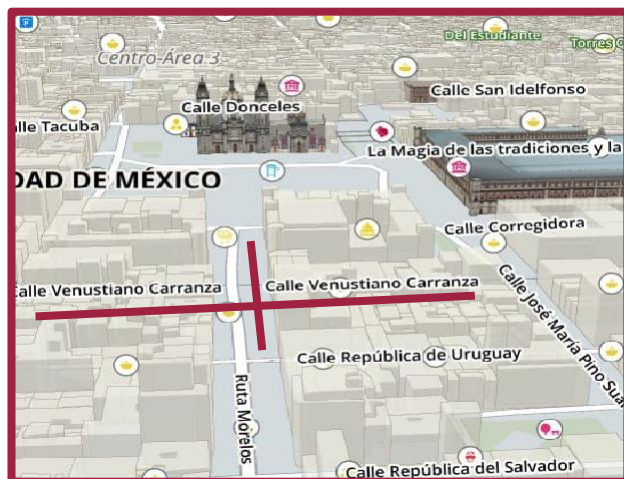 Del Estudiante
Torres
Centro-Área 3
Calle San Idelfonso
Calle Donceles
alle Tacuba
La Magia de las tradiciones y la
DAD DE MÉXICO
Calle Corregidora
Calle Venustiano Carranza
Calle Venustiano Carranza
Calle José María Pino Suar
Calle República de Uruguay
Ruta Morelos
Calle República del Salvador